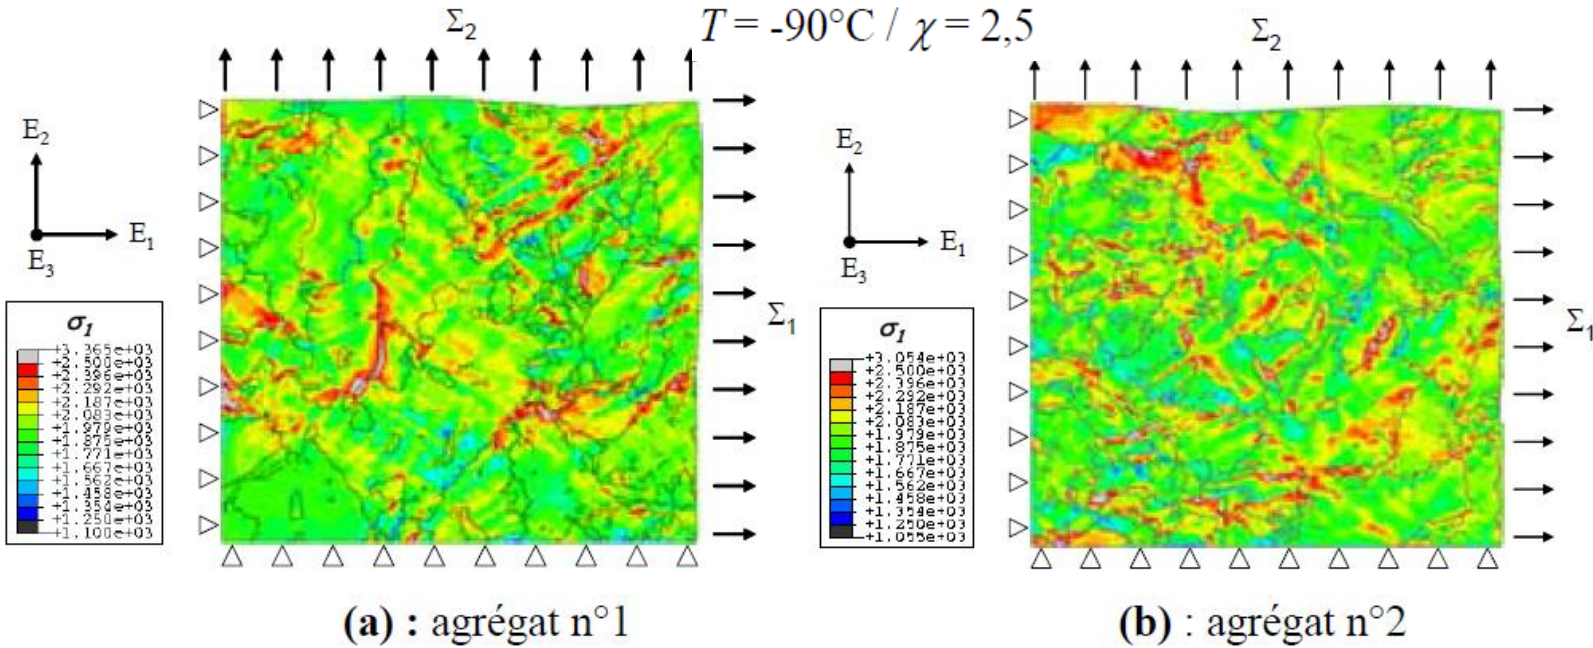 T = -90°C / χ = 2,5
Σ2
Σ2
E2
E1
E3
Σ1
σ1
+3.365e+03
+2.500e+03
+2.396e+03
+2.292e+03
+2.187e+03
+2.083e+03
+1.979e+03
+1.875e+03
+1.771e+03
+1.667e+03
+1.562e+03
+1.458e+03
+1.354e+03
+1.250e+03
+1.100e+03
E2
E1
E3
Σ1
σ1
+3.054e+03
+2.500e+03
+2.396e+03
+2.292e+03
+2.187e+03
+2.083e+03
+1.979e+03
+1.875e+03
+1.771e+03
+1.667e+03
+1.562e+03
+1.458e+03
+1.354e+03
+1.250e+03
+1.055e+03
(a) : agrégat n°1
(b) : agrégat n°2